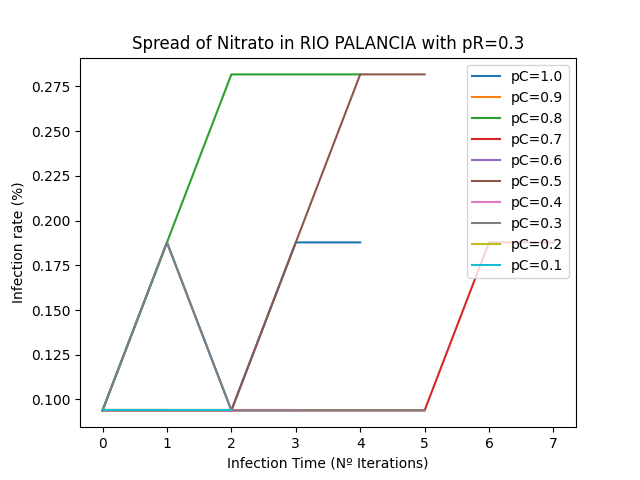 Spread of Nitrato in RIO PALANCIA with pR=0.3
Infection rate (%)
0.275
0.250
0.225
0.200
0.175
0.150
0.125
0.100
pC=1.0
pC=0.9
pC=0.8
pC=0.7
pC=0.6
pC=0.5
pC=0.4
pC=0.3
pC=0.2
pC=0.1
0 1 2 3 4 5 6 7
Infection Time (Nº Iterations)